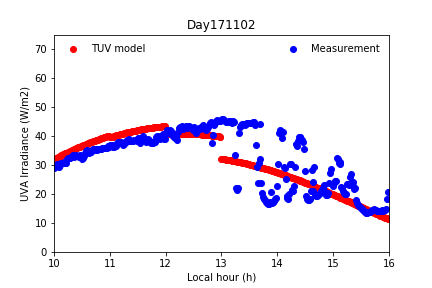 Day171102
TUV model
Measurement
UVA Irradiance (W/m2)
70
60
50
40
30
20
10
0
10 11 12 13 14 15 16
Local hour (h)